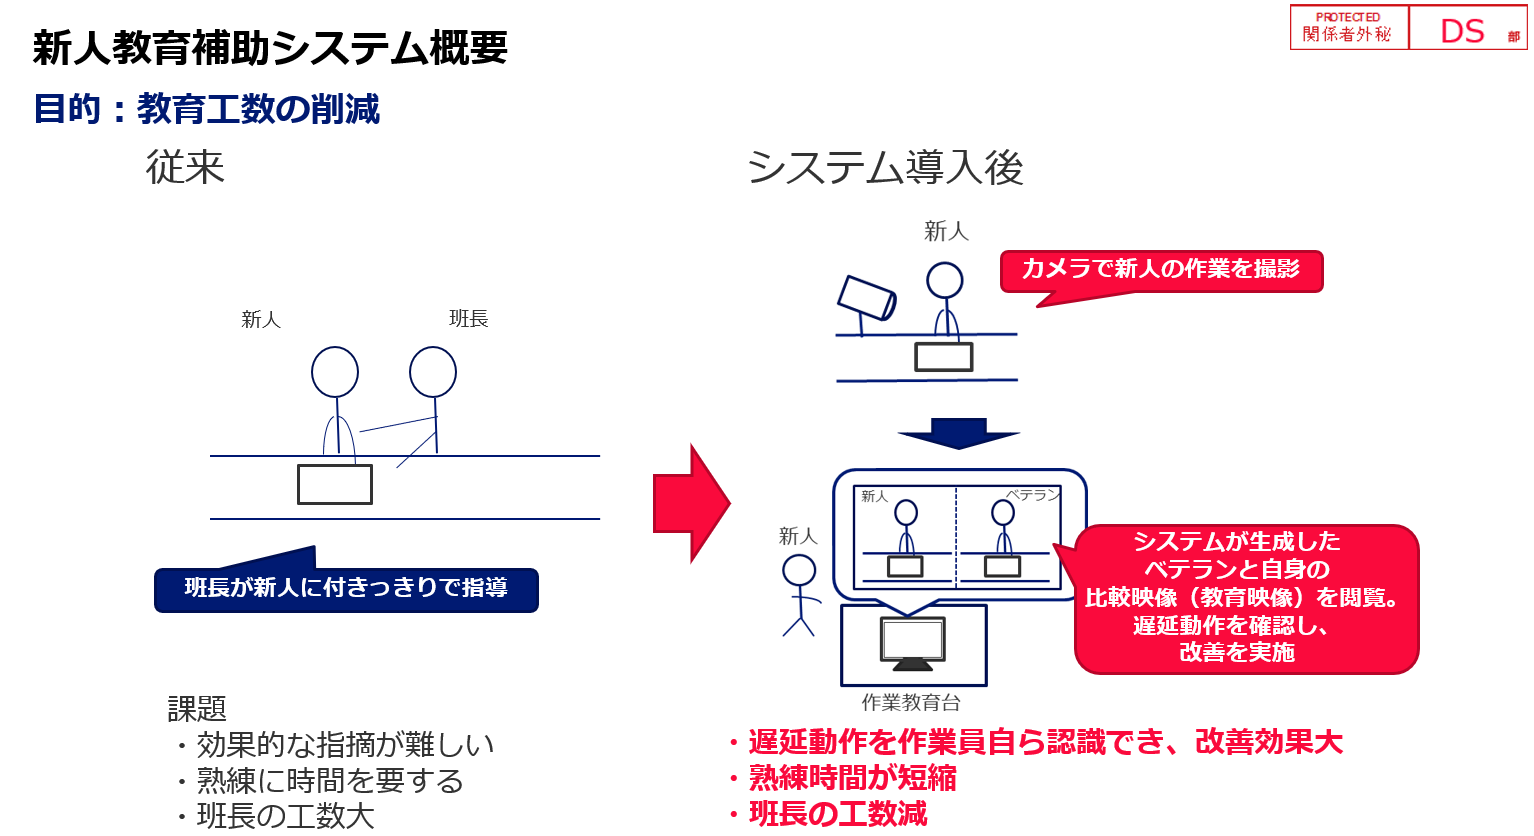 新人教育補助システム概要
PROTECTED
関係者外秘
DS 部
目的：教育工数の削減
従来
新人
班長
班長が新人に付きっきりで指導
課題
・効果的な指摘が難しい
・熟練に時間を要する
・班長の工数大
システム導入後
新人
カメラで新人の作業を撮影
新人
ベテラン
新人
システムが生成した
ベテランと自身の
比較映像（教育映像）を閲覧。
遅延動作を確認し、
改善を実施
作業教育台
・遅延動作を作業員自ら認識でき、改善効果大
・熟練時間が短縮
・班長の工数減